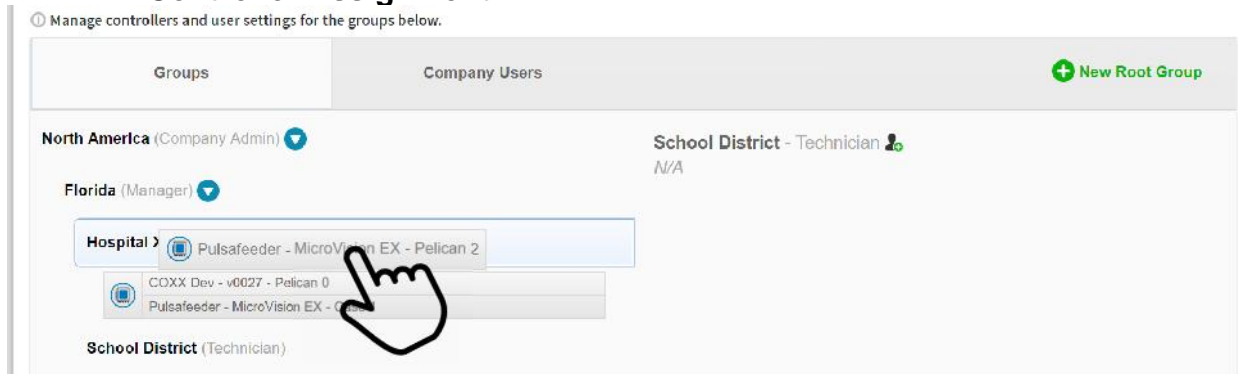 Manage controllers and user settings for the groups below.
Groups
Company Users
New Root Group
North America (Company Admin)
Florida (Manager)
Hospital
Pulsafeeder - MicroVision EX - Pelican 2
COXX Dev - v0027 - Pelican 0
Pulsafeeder - MicroVision EX -
School District (Technician)
School District - Technician
N/A